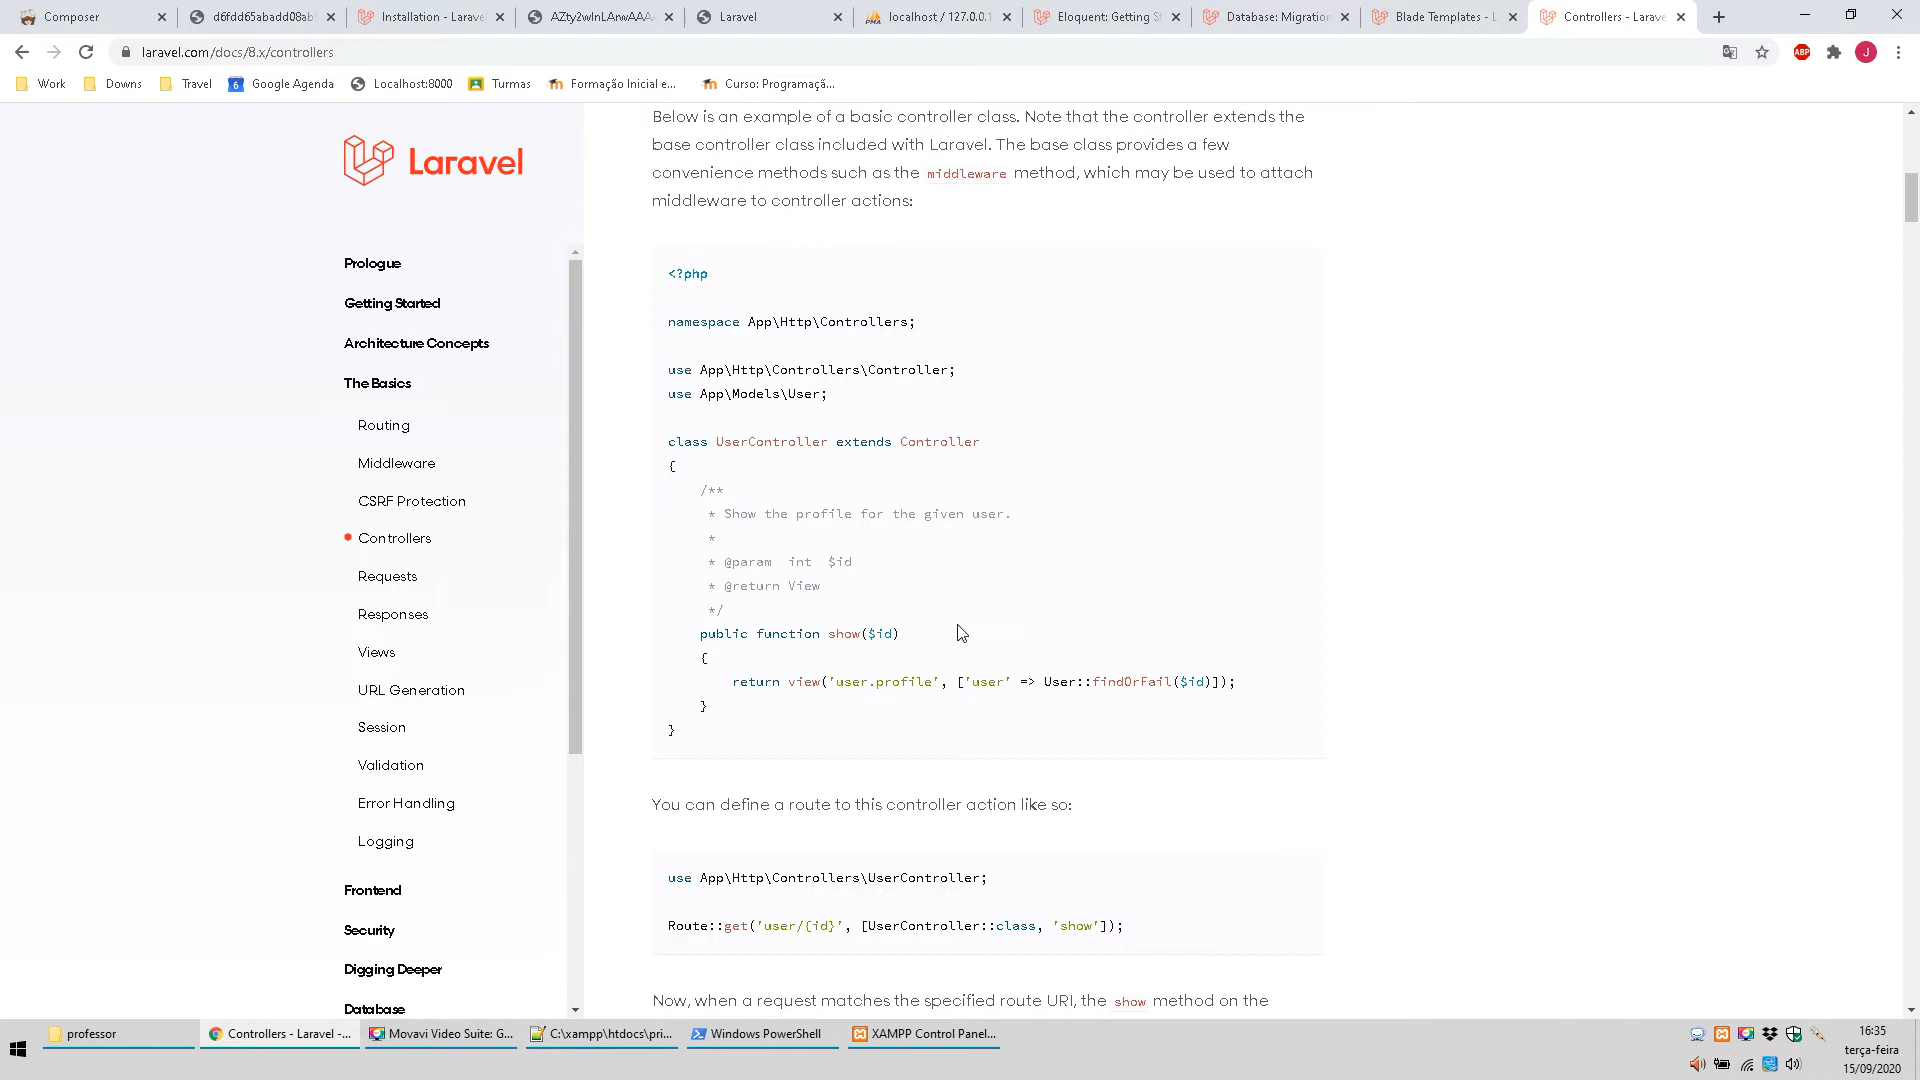 Composer
d6fdd65abadd08ab5
Installation - Larave
AZty2wlnLArwAAA
Laravel
localhost / 127.0.0.1
Eloquent: Getting S
Database: Migration
Blade Templates - L
Controllers - Larave
laravel.com/docs/8.x/controllers
ABP
J
Work
Downs
Travel
6
Google Agenda
Localhost:8000
Turmas
Formação Inicial e...
Curso: Programaçã...
Laravel
Prologue
Getting Started
Architecture Concepts
The Basics
Routing
Middleware
CSRF Protection
Controllers
Requests
Responses
Views
URL Generation
Session
Validation
Error Handling
Logging
Frontend
Security
Digging Deeper
Database
Below is an example of a basic controller class. Note that the controller extends the
base controller class included with Laravel. The base class provides a few
convenience methods such as the middleware method, which may be used to attach
middleware to controller actions:
<?php
namespace App\Http\Controllers;
use App\Http\Controllers\Controller;
use App\Models\User;
class UserController extends Controller
{
/**
* Show the profile for the given user.
*
* @param  int  $id
* @return View
*/
public function show($id)
{
return view('user.profile', ['user' => User::findOrFail($id)]);
}
}
You can define a route to this controller action like so:
use App\Http\Controllers\UserController;
Route::get('user/{id}', [UserController::class, 'show']);
Now, when a request matches the specified route URI, the show method on the
professor
Controllers - Laravel -...
Movavi Video Suite: G...
C:\xampp\htdocs\pri...
Windows PowerShell
XAMPP Control Panel...
16:35
terça-feira
15/09/2020